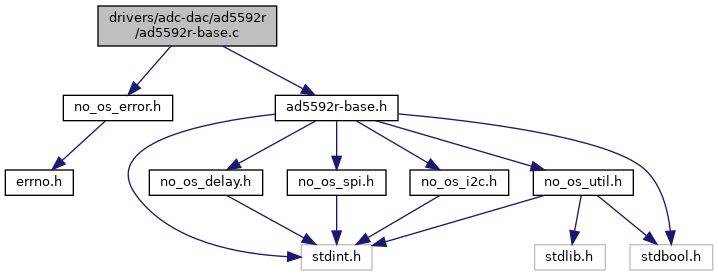 drivers/adc-dac/ad5592r
/ad5592r-base.c
no_os_error.h
ad5592r-base.h
errno.h
no_os_delay.h
no_os_spi.h
no_os_i2c.h
no_os_util.h
stdint.h
stdlib.h
stdbool.h